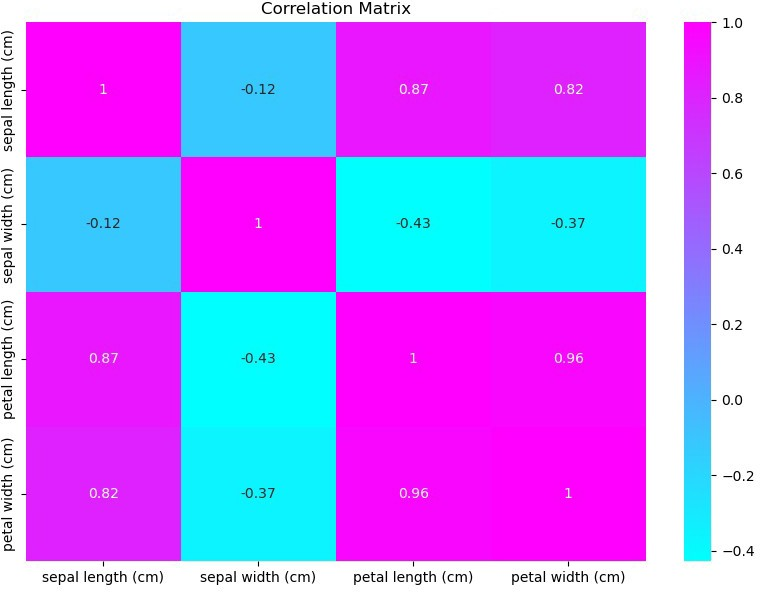 Correlation Matrix
sepal length (cm)
1
-0.12
0.87
0.82
sepal width (cm)
-0.12
1
-0.43
-0.37
petal length (cm)
0.87
-0.43
1
0.96
petal width (cm)
0.82
-0.37
0.96
1
sepal length (cm)
sepal width (cm)
petal length (cm)
petal width (cm)
1.0
0.8
0.6
0.4
0.2
0.0
−0.2
−0.4